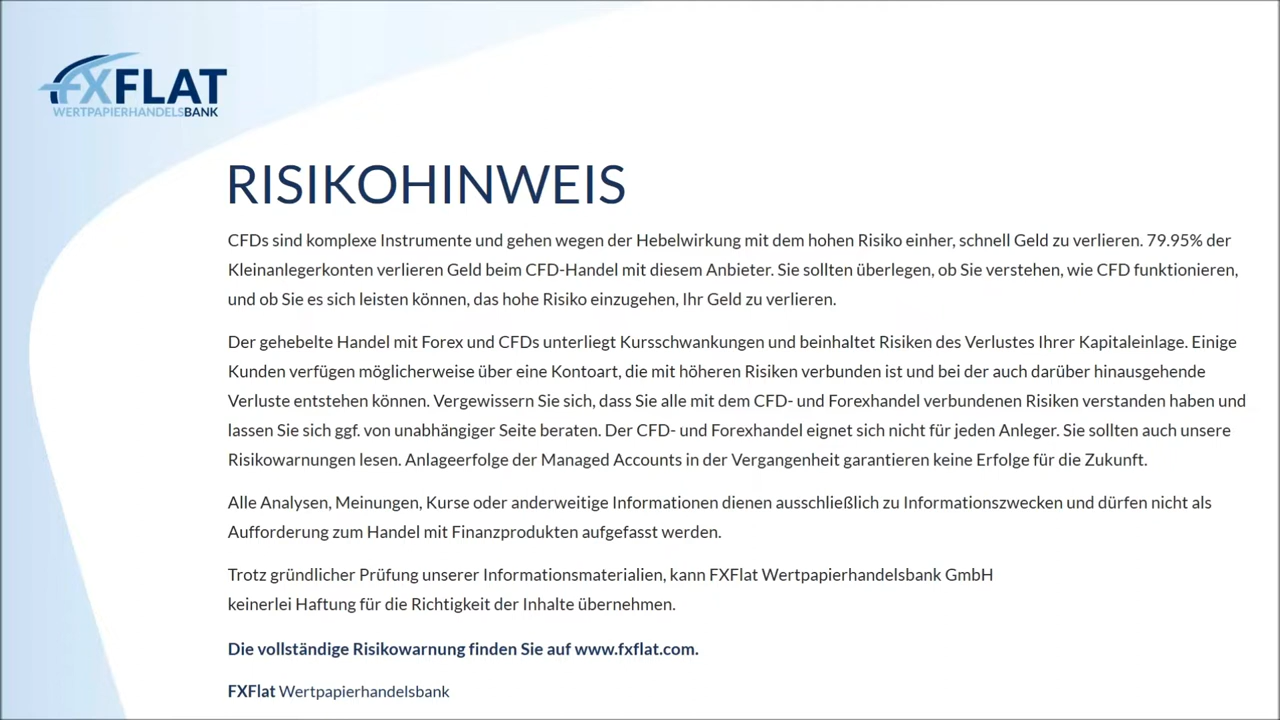 FXFLAT
WERTPAPIERHANDELSBANK
RISIKOHINWEIS
CFDs sind komplexe Instrumente und gehen wegen der Hebelwirkung mit dem hohen Risiko einher, schnell Geld zu verlieren. 79.95% der
Kleinanlegerkonten verlieren Geld beim CFD-Handel mit diesem Anbieter. Sie sollten überlegen, ob Sie verstehen, wie CFD funktionieren,
und ob Sie es sich leisten können, das hohe Risiko einzugehen, Ihr Geld zu verlieren.
Der gehebelte Handel mit Forex und CFDs unterliegt Kursschwankungen und beinhaltet Risiken des Verlustes Ihrer Kapitaleinlage. Einige
Kunden verfügen möglicherweise über eine Kontoart, die mit höheren Risiken verbunden ist und bei der auch darüber hinausgehende
Verluste entstehen können. Vergewissern Sie sich, dass Sie alle mit dem CFD- und Forexhandel verbundenen Risiken verstanden haben und
lassen Sie sich ggf. von unabhängiger Seite beraten. Der CFD- und Forexhandel eignet sich nicht für jeden Anleger. Sie sollten auch unsere
Risikowarnungen lesen. Anlageerfolge der Managed Accounts in der Vergangenheit garantieren keine Erfolge für die Zukunft.
Alle Analysen, Meinungen, Kurse oder anderweitige Informationen dienen ausschließlich zu Informationszwecken und dürfen nicht als
Aufforderung zum Handel mit Finanzprodukten aufgefasst werden.
Trotz gründlicher Prüfung unserer Informationsmaterialien, kann FXFlat Wertpapierhandelsbank GmbH
keinerlei Haftung für die Richtigkeit der Inhalte übernehmen.
Die vollständige Risikowarnung finden Sie auf www.fxflat.com.
FXFlat Wertpapierhandelsbank